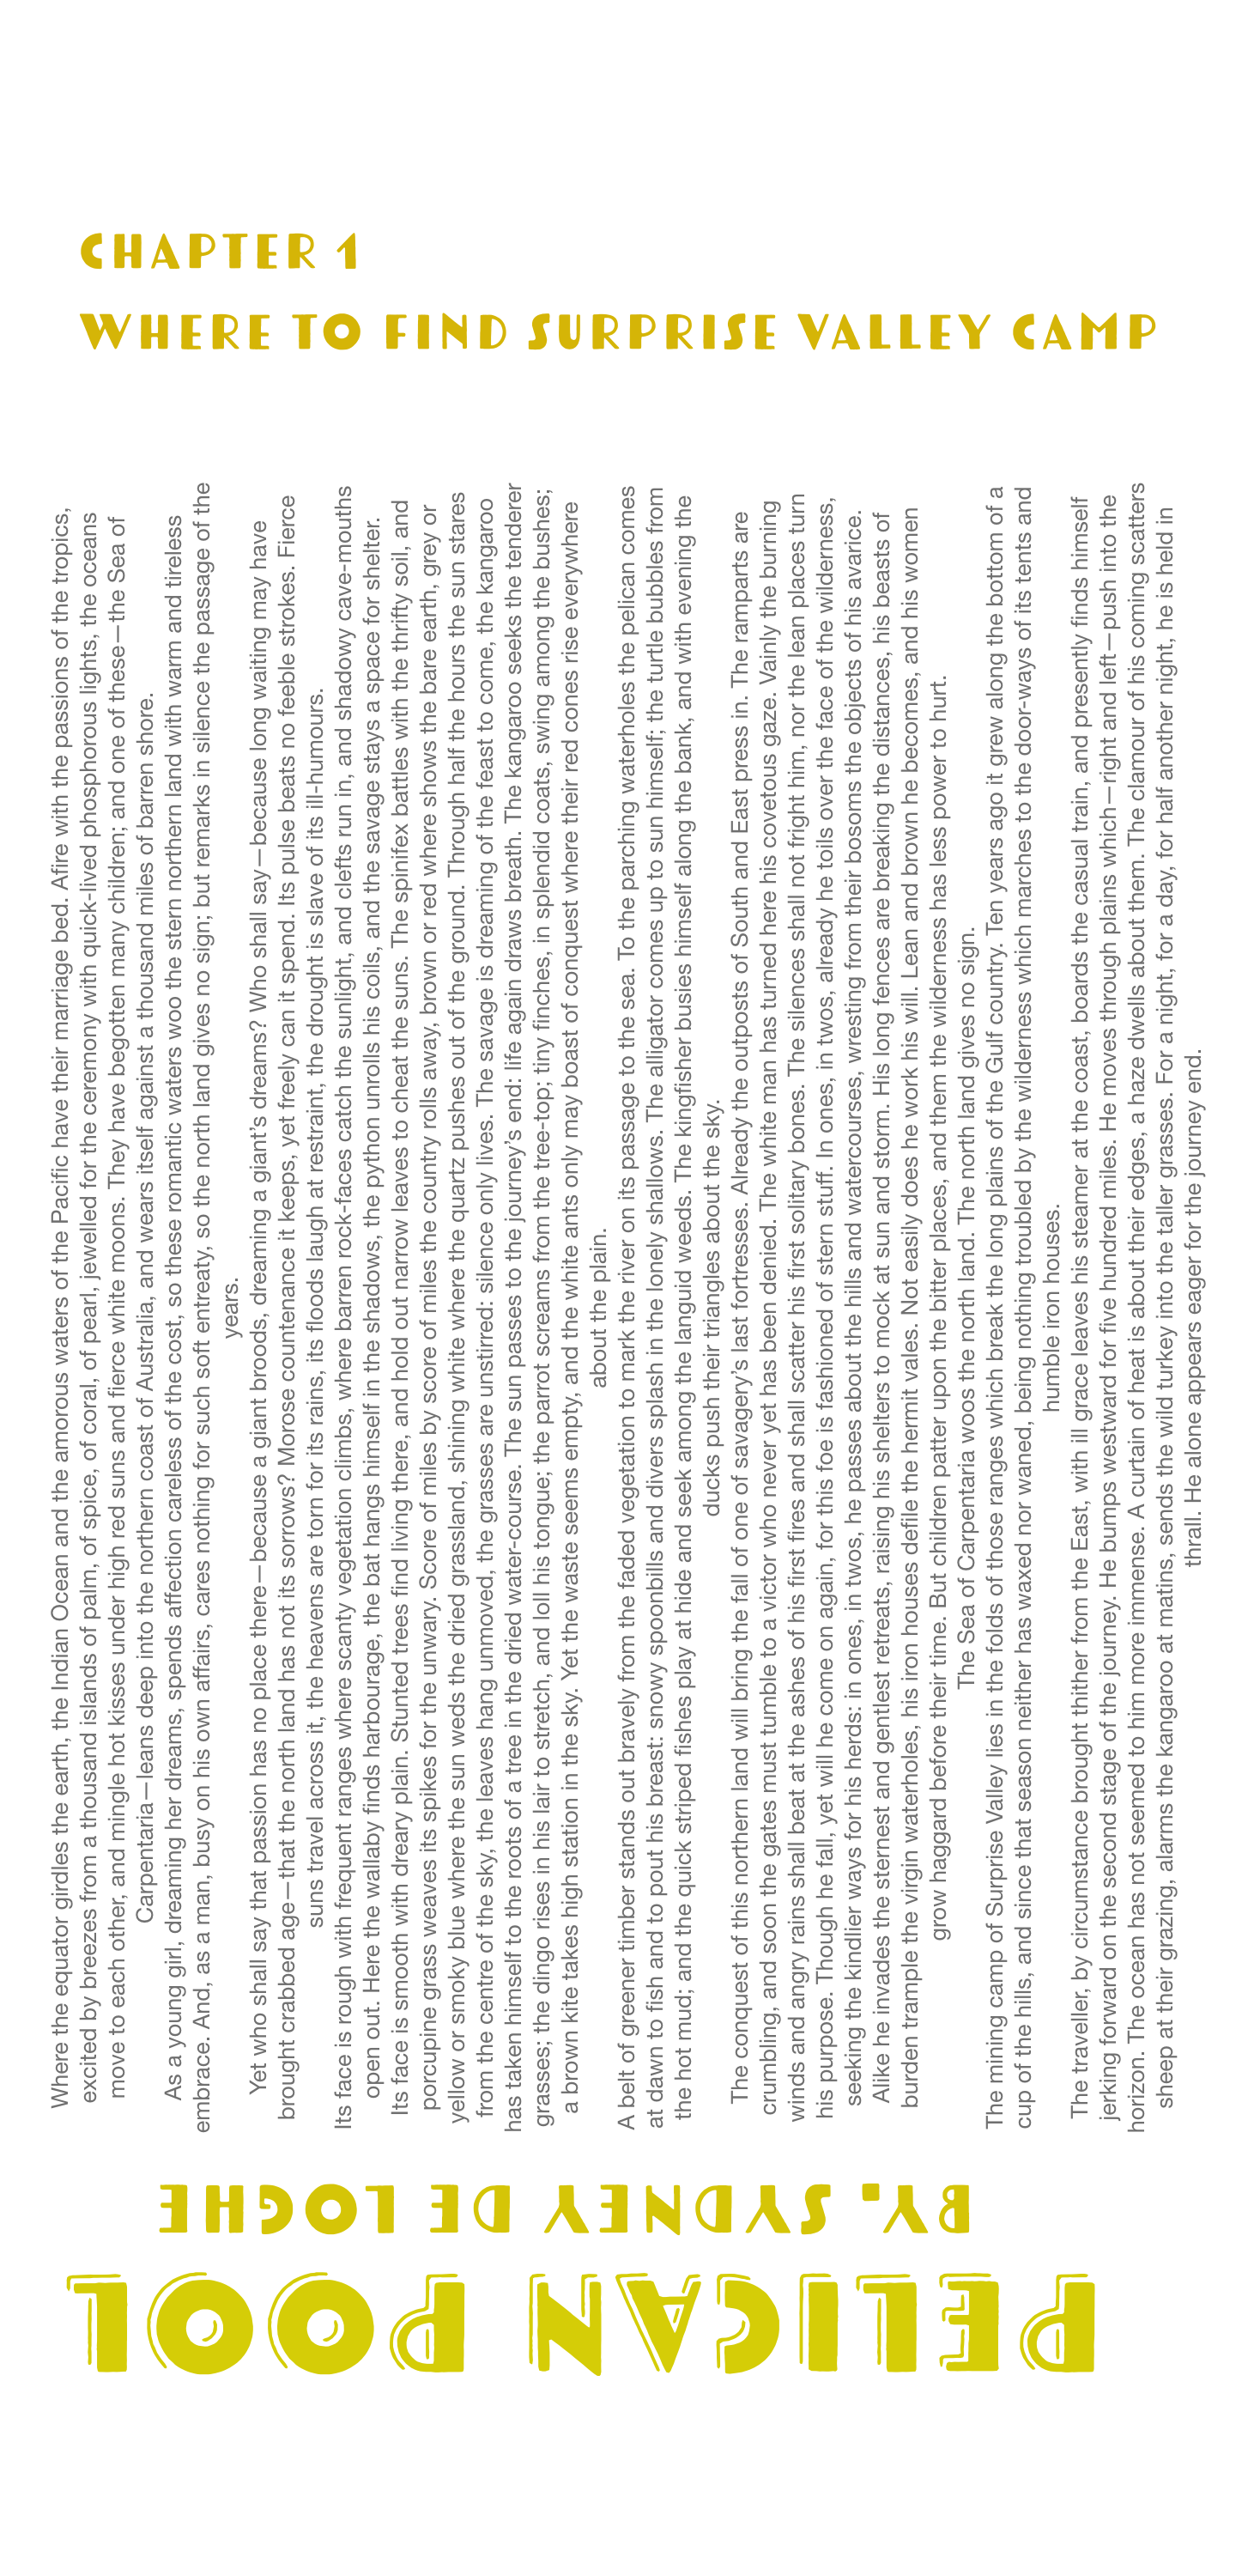 CHAPTER 1
WHERE TO FIND SURPRISE VALLEY CAMP
Where the equator girdles the earth, the Indian Ocean and the amorous waters of the Pacific have their marriage bed. Afire with the passions of the tropics,
excited by breezes from a thousand islands of palm, of spice, of coral, of pearl, jewelled for the ceremony with quick-lived phosphorous lights, the oceans
move to each other, and mingle hot kisses under high red suns and fierce white moons. They have begotten many children; and one of these—the Sea of
Carpentaria—leans deep into the northern coast of Australia, and wears itself against a thousand miles of barren shore.
As a young girl, dreaming her dreams, spends affection careless of the cost, so these romantic waters woo the stern northern land with warm and tireless
embrace. And, as a man, busy on his own affairs, cares nothing for such soft entreaty, so the north land gives no sign; but remarks in silence the passage of the
years.
Yet who shall say that passion has no place there—because a giant broods, dreaming a giant's dreams? Who shall say—because long waiting may have
brought crabbed age—that the north land has not its sorrows? Morose countenance it keeps, yet freely can it spend. Its pulse beats no feeble strokes. Fierce
suns travel across it, the heavens are torn for its rains, its floods laugh at restraint, the drought is slave of its ill-humours.
Its face is rough with frequent ranges where scanty vegetation climbs, where barren rock-faces catch the sunlight, and clefts run in, and shadowy cave-mouths
open out. Here the wallaby finds harbourage, the bat hangs himself in the shadows, the python unrolls his coils, and the savage stays a space for shelter.
Its face is smooth with dreary plain. Stunted trees find living there, and hold out narrow leaves to cheat the suns. The spinifex battles with the thrifty soil, and
porcupine grass weaves its spikes for the unwary. Score of miles by score of miles the country rolls away, brown or red where shows the bare earth, grey or
yellow or smoky blue where the sun weds the dried grassland, shining white where the quartz pushes out of the ground. Through half the hours the sun stares
from the centre of the sky, the leaves hang unmoved, the grasses are unstirred: silence only lives. The savage is dreaming of the feast to come, the kangaroo
has taken himself to the roots of a tree in the dried water-course. The sun passes to the journey's end: life again draws breath. The kangaroo seeks the tenderer
grasses; the dingo rises in his lair to stretch, and loll his tongue; the parrot screams from the tree-top; tiny finches, in splendid coats, swing among the bushes;
a brown kite takes high station in the sky. Yet the waste seems empty, and the white ants only may boast of conquest where their red cones rise everywhere
about the plain.
A belt of greener timber stands out bravely from the faded vegetation to mark the river on its passage to the sea. To the parching waterholes the pelican comes
at dawn to fish and to pout his breast: snowy spoonbills and divers splash in the lonely shallows. The alligator comes up to sun himself; the turtle bubbles from
the hot mud; and the quick striped fishes play at hide and seek among the languid weeds. The kingfisher busies himself along the bank, and with evening the
ducks push their triangles about the sky.
The conquest of this northern land will bring the fall of one of savagery's last fortresses. Already the outposts of South and East press in. The ramparts are
crumbling, and soon the gates must tumble to a victor who never yet has been denied. The white man has turned here his covetous gaze. Vainly the burning
winds and angry rains shall beat at the ashes of his first fires and shall scatter his first solitary bones. The silences shall not fright him, nor the lean places turn
his purpose. Though he fall, yet will he come on again, for this foe is fashioned of stern stuff. In ones, in twos, already he toils over the face of the wilderness,
seeking the kindlier ways for his herds: in ones, in twos, he passes about the hills and watercourses, wresting from their bosoms the objects of his avarice.
Alike he invades the sternest and gentlest retreats, raising his shelters to mock at sun and storm. His long fences are breaking the distances, his beasts of
burden trample the virgin waterholes, his iron houses defile the hermit vales. Not easily does he work his will. Lean and brown he becomes, and his women
grow haggard before their time. But children patter upon the bitter places, and them the wilderness has less power to hurt.
The Sea of Carpentaria woos the north land. The north land gives no sign.
The mining camp of Surprise Valley lies in the folds of those ranges which break the long plains of the Gulf country. Ten years ago it grew along the bottom of a
cup of the hills, and since that season neither has waxed nor waned, being nothing troubled by the wilderness which marches to the door-ways of its tents and
humble iron houses.
The traveller, by circumstance brought thither from the East, with ill grace leaves his steamer at the coast, boards the casual train, and presently finds himself
jerking forward on the second stage of the journey. He bumps westward for five hundred miles. He moves through plains which—right and left—push into the
horizon. The ocean has not seemed to him more immense. A curtain of heat is about their edges, a haze dwells about them. The clamour of his coming scatters
sheep at their grazing, alarms the kangaroo at matins, sends the wild turkey into the taller grasses. For a night, for a day, for half another night, he is held in
thrall. He alone appears eager for the journey end.
PELICAN POOL
BY. SYDNEY DE LOGHE